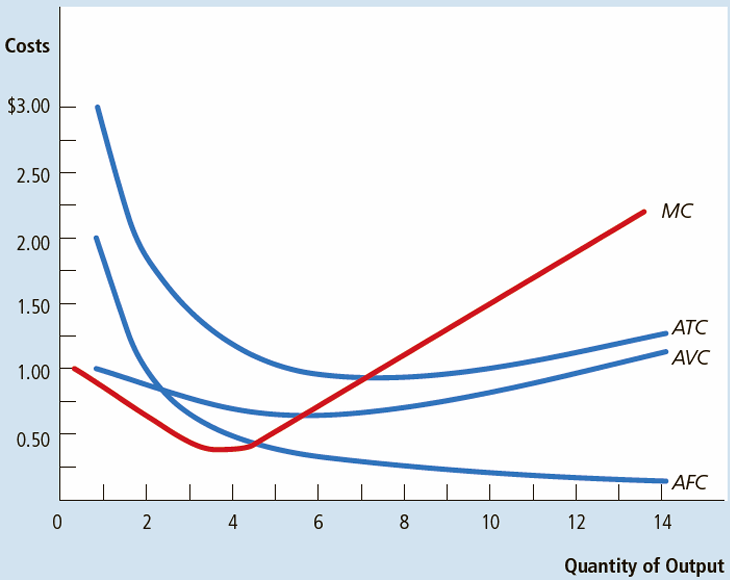 Costs
$3.00
2.50
2.00
1.50
1.00
0.50
MC
ATC
AVC
AFC
0 2 4 6 8 10 12 14
Quantity of Output